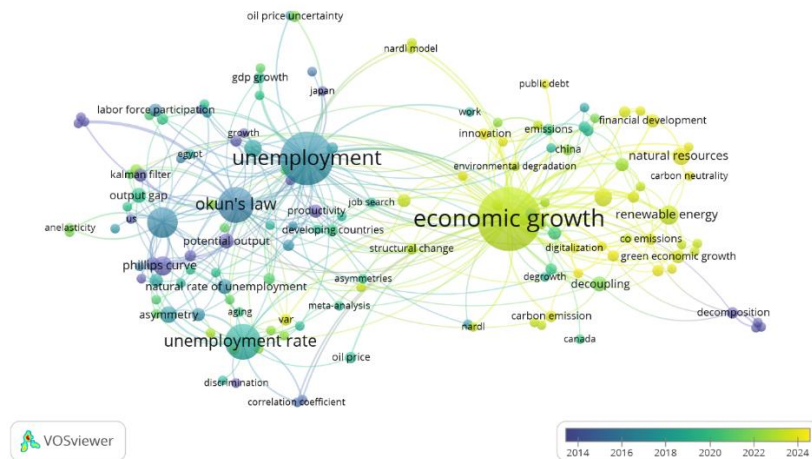 oil price uncertainty
nardl model
gdp growth
japan
public debt
labor force participation
work
financial development
growth
innovation
emissions
egypt
unemployment
china
natural resources
kalman filter
environmental degradation
carbon neutrality
output gap
okun's law
job search
productivity
economic growth
renewable energy
us
anelasticity
developing countries
potential output
structural change
digitalization
co emissions
green economic growth
phillips curve
natural rate of unemployment
asymmetries
degrowth
decoupling
meta-analysis
aging
asymmetry
var
carbon emission
decomposition
nardl
unemployment rate
canada
oil price
discrimination
correlation coefficient
VOSviewer
2014 2016 2018 2020 2022 2024